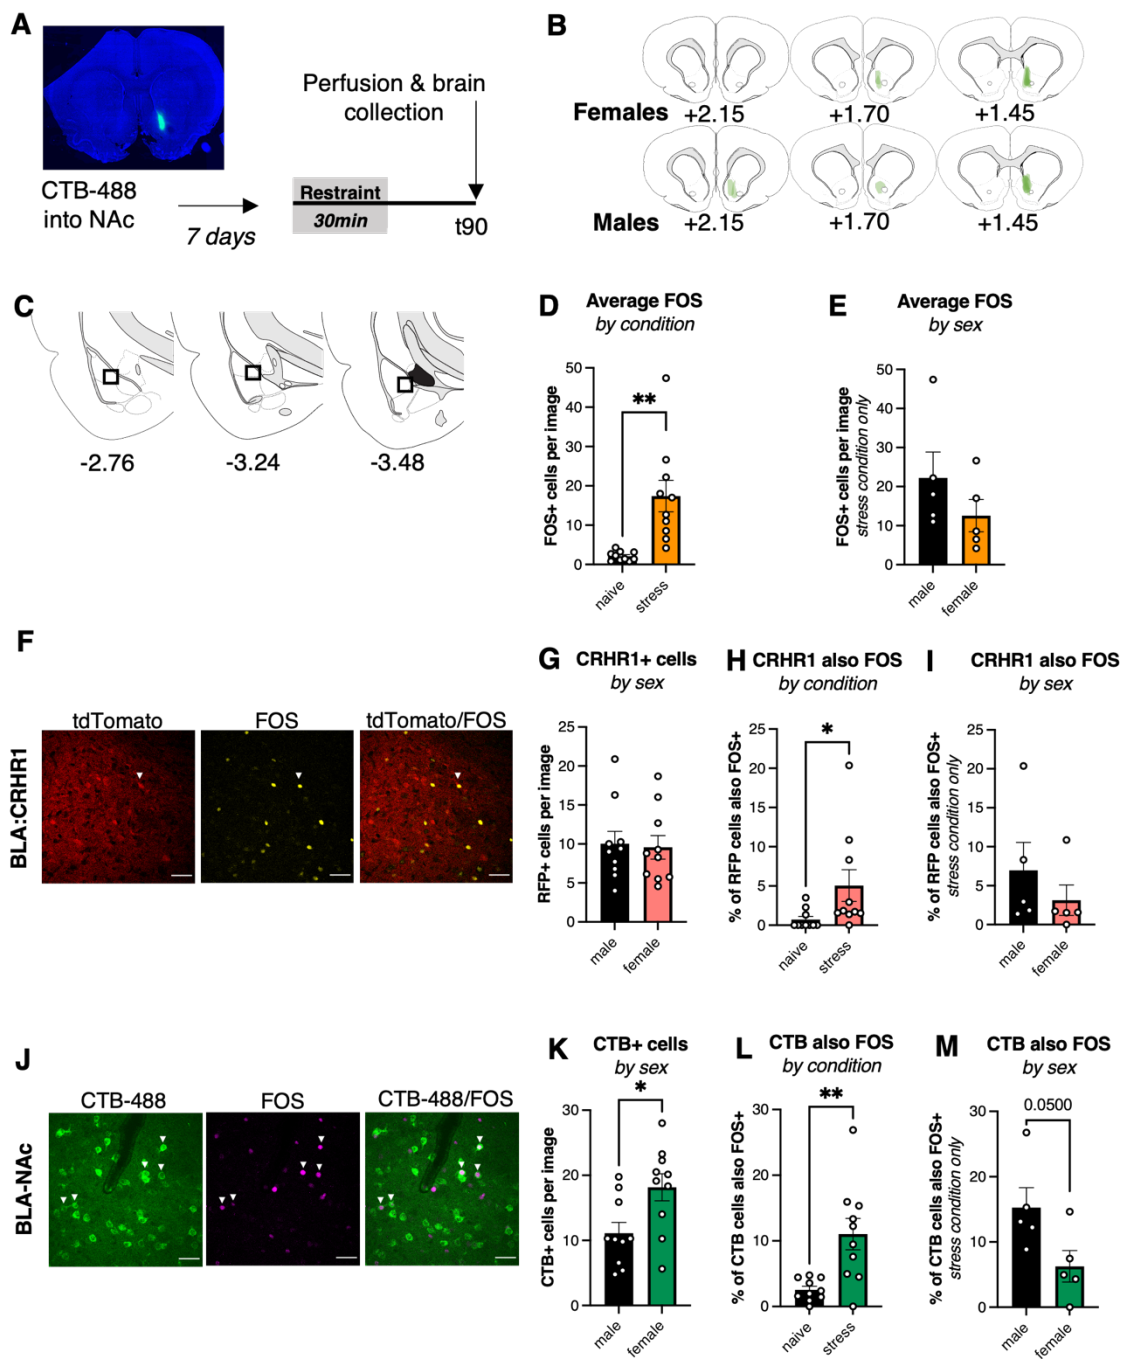 A
Perfusion & brain
collection
CTB-488
into NAc
7 days
Restraint
30min
t90
B
Females
+2.15
+1.70
+1.45
Males
+2.15
+1.70
+1.45
C
-2.76
-3.24
-3.48
D
Average FOS
by condition
FOS+ cells per image
50
40
30
20
10
0
**
naive
stress
E
Average FOS
by sex
FOS+ cells per image
stress condition only
50
40
30
20
10
0
male
female
F
BLA:CRHR1
tdTomato
FOS
tdTomato/FOS
G
CRHR1+ cells
by sex
RFP+ cells per image
25
20
15
10
5
0
male
female
H
CRHR1 also FOS
by condition
% of RFP cells also FOS+
25
20
15
10
5
0
*
naive
stress
I
CRHR1 also FOS
by sex
% of RFP cells also FOS+
stress condition only
25
20
15
10
5
0
male
female
J
BLA-NAc
CTB-488
FOS
CTB-488/FOS
K
CTB+ cells
by sex
CTB+ cells per image
30
20
10
0
*
male
female
L
CTB also FOS
by condition
% of CTB cells also FOS+
30
20
10
0
**
naive
stress
M
CTB also FOS
by sex
% of CTB cells also FOS+
stress condition only
30
20
10
0
0.0500
male
female